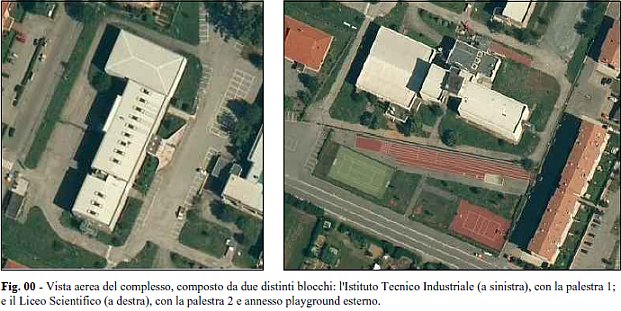 Fig. 00 - Vista aerea del complesso, composto da due distinti blocchi: l'Istituto Tecnico Industriale (a sinistra), con la palestra 1;
e il Liceo Scientifico (a destra), con la palestra 2 e annesso playground esterno.